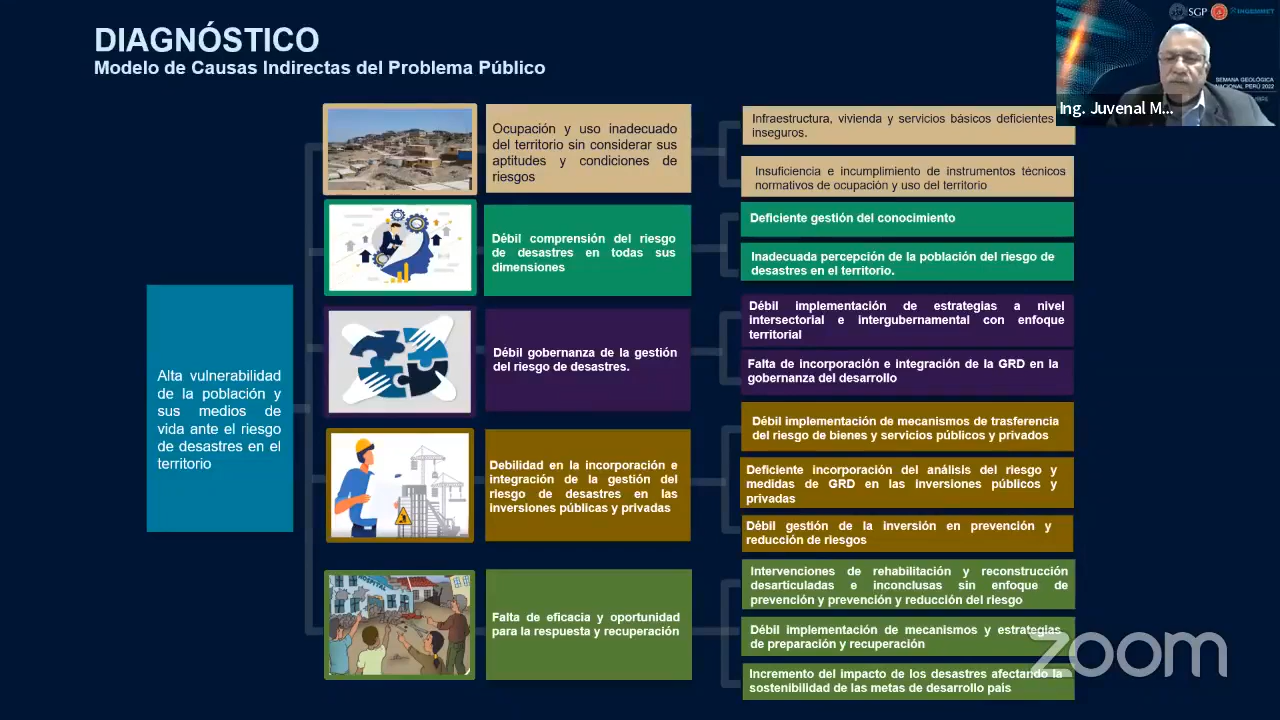 DIAGNÓSTICO
Modelo de Causas Indirectas del Problema Público
SGP
INGEMMET
SEMANA GEOLÓGICA
NACIONAL PERÚ 2022
Ing. Juvenal M...
Alta vulnerabilidad
de la población y
sus medios de
vida ante el riesgo
de desastres en el
territorio
Ocupación y uso inadecuado
del territorio sin considerar sus
aptitudes y condiciones de
riesgos
Infraestructura, vivienda y servicios básicos deficientes
inseguros.
Insuficiencia e incumplimiento de instrumentos técnicos
normativos de ocupación y uso del territorio
Débil comprensión del riesgo
de desastres en todas sus
dimensiones
Deficiente gestión del conocimiento
Inadecuada percepción de la población del riesgo de
desastres en el territorio.
Débil gobernanza de la gestión
del riesgo de desastres.
Débil implementación de estrategias a nivel
intersectorial e intergubernamental con enfoque
territorial
Falta de incorporación e integración de la GRD en la
gobernanza del desarrollo
Debilidad en la incorporación e
integración de la gestión del
riesgo de desastres en las
inversiones públicas y privadas
Débil implementación de mecanismos de trasferencia
del riesgo de bienes y servicios públicos y privados
Deficiente incorporación del análisis del riesgo y
medidas de GRD en las inversiones públicos y
privadas
Débil gestión de la inversión en prevención y
reducción de riesgos
HOSPITAL
Falta de eficacia y oportunidad
para la respuesta y recuperación
Intervenciones de rehabilitación y reconstrucción
desarticuladas e inconclusas sin enfoque de
prevención y prevención y reducción del riesgo
Débil implementación de mecanismos y estrategias
de preparación y recuperación
Incremento del impacto de los desastres afectando la
sostenibilidad de las metas de desarrollo país
zoom